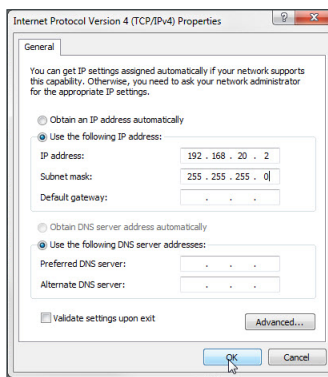 Internet Protocol Version 4 (TCP/IPv4) Properties
General
You can get IP settings assigned automatically if your network supports
this capability. Otherwise, you need to ask your network administrator
for the appropriate IP settings.
Obtain an IP address automatically
Use the following IP address:
IP address: 192 . 168 . 20 . 2
Subnet mask: 255 . 255 . 255 . 0
Default gateway: . . .
Obtain DNS server address automatically
Use the following DNS server addresses:
Preferred DNS server: . . .
Alternate DNS server: . . .
Validate settings upon exit
Advanced...
OK Cancel